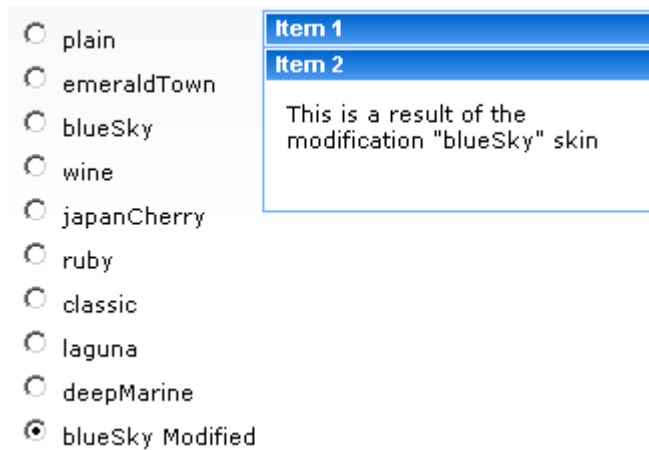 plain
emeraldTown
blueSky
wine
japanCherry
ruby
classic
laguna
deepMarine
blueSky Modified
Item 1
Item 2
This is a result of the
modification "blueSky" skin